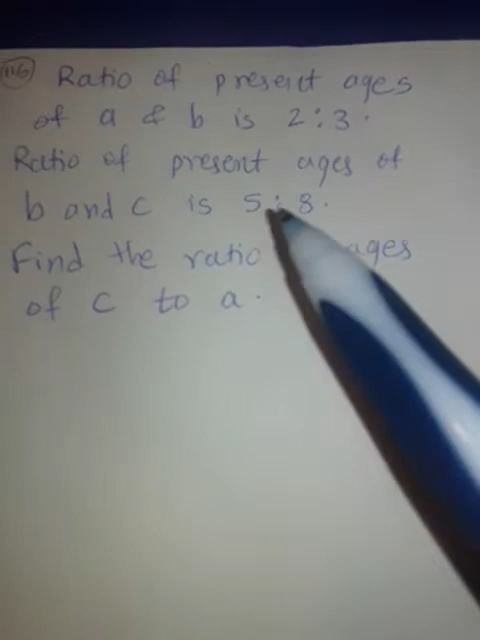 116 Ratio of present ages
of a & b is 2:3.
Ratio of present ages of
b and c is 5:8.
Find the ratio ages
of c to a.